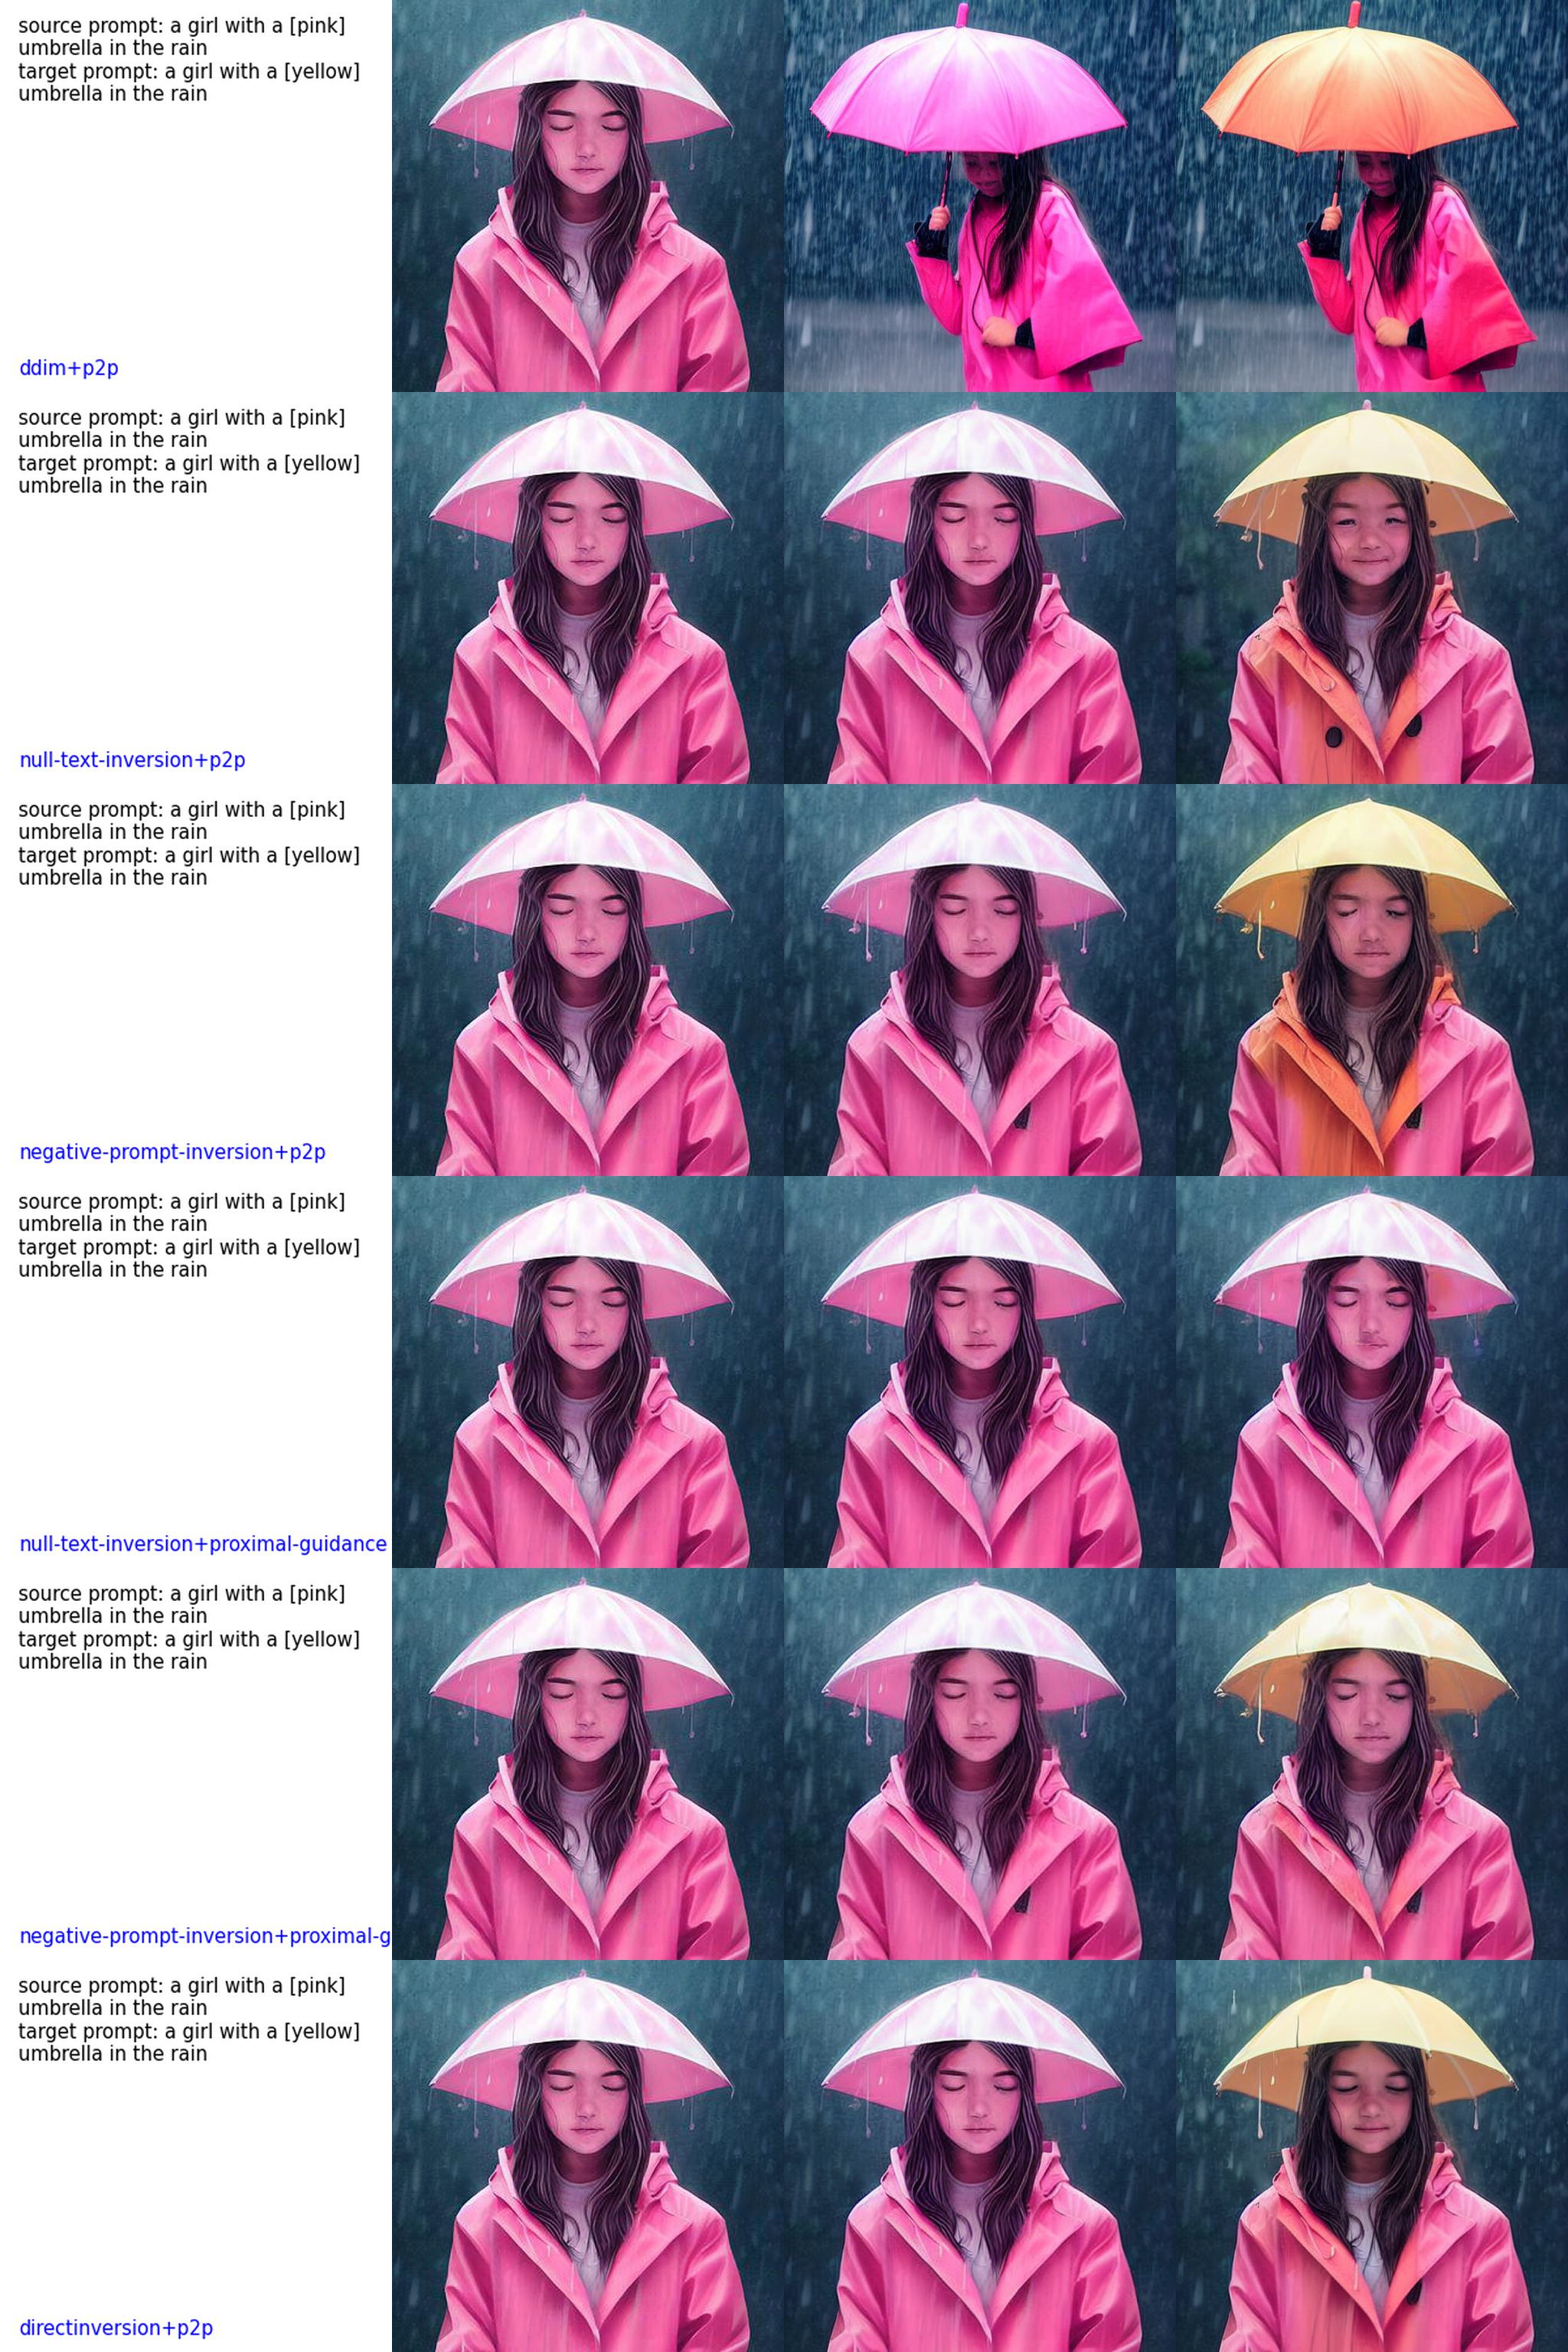 source prompt: a girl with a [pink]
umbrella in the rain
target prompt: a girl with a [yellow]
umbrella in the rain
ddim+p2p
source prompt: a girl with a [pink]
umbrella in the rain
target prompt: a girl with a [yellow]
umbrella in the rain
null-text-inversion+p2p
source prompt: a girl with a [pink]
umbrella in the rain
target prompt: a girl with a [yellow]
umbrella in the rain
negative-prompt-inversion+p2p
source prompt: a girl with a [pink]
umbrella in the rain
target prompt: a girl with a [yellow]
umbrella in the rain
null-text-inversion+proximal-guidance
source prompt: a girl with a [pink]
umbrella in the rain
target prompt: a girl with a [yellow]
umbrella in the rain
negative-prompt-inversion+proximal-g
source prompt: a girl with a [pink]
umbrella in the rain
target prompt: a girl with a [yellow]
umbrella in the rain
directinversion+p2p